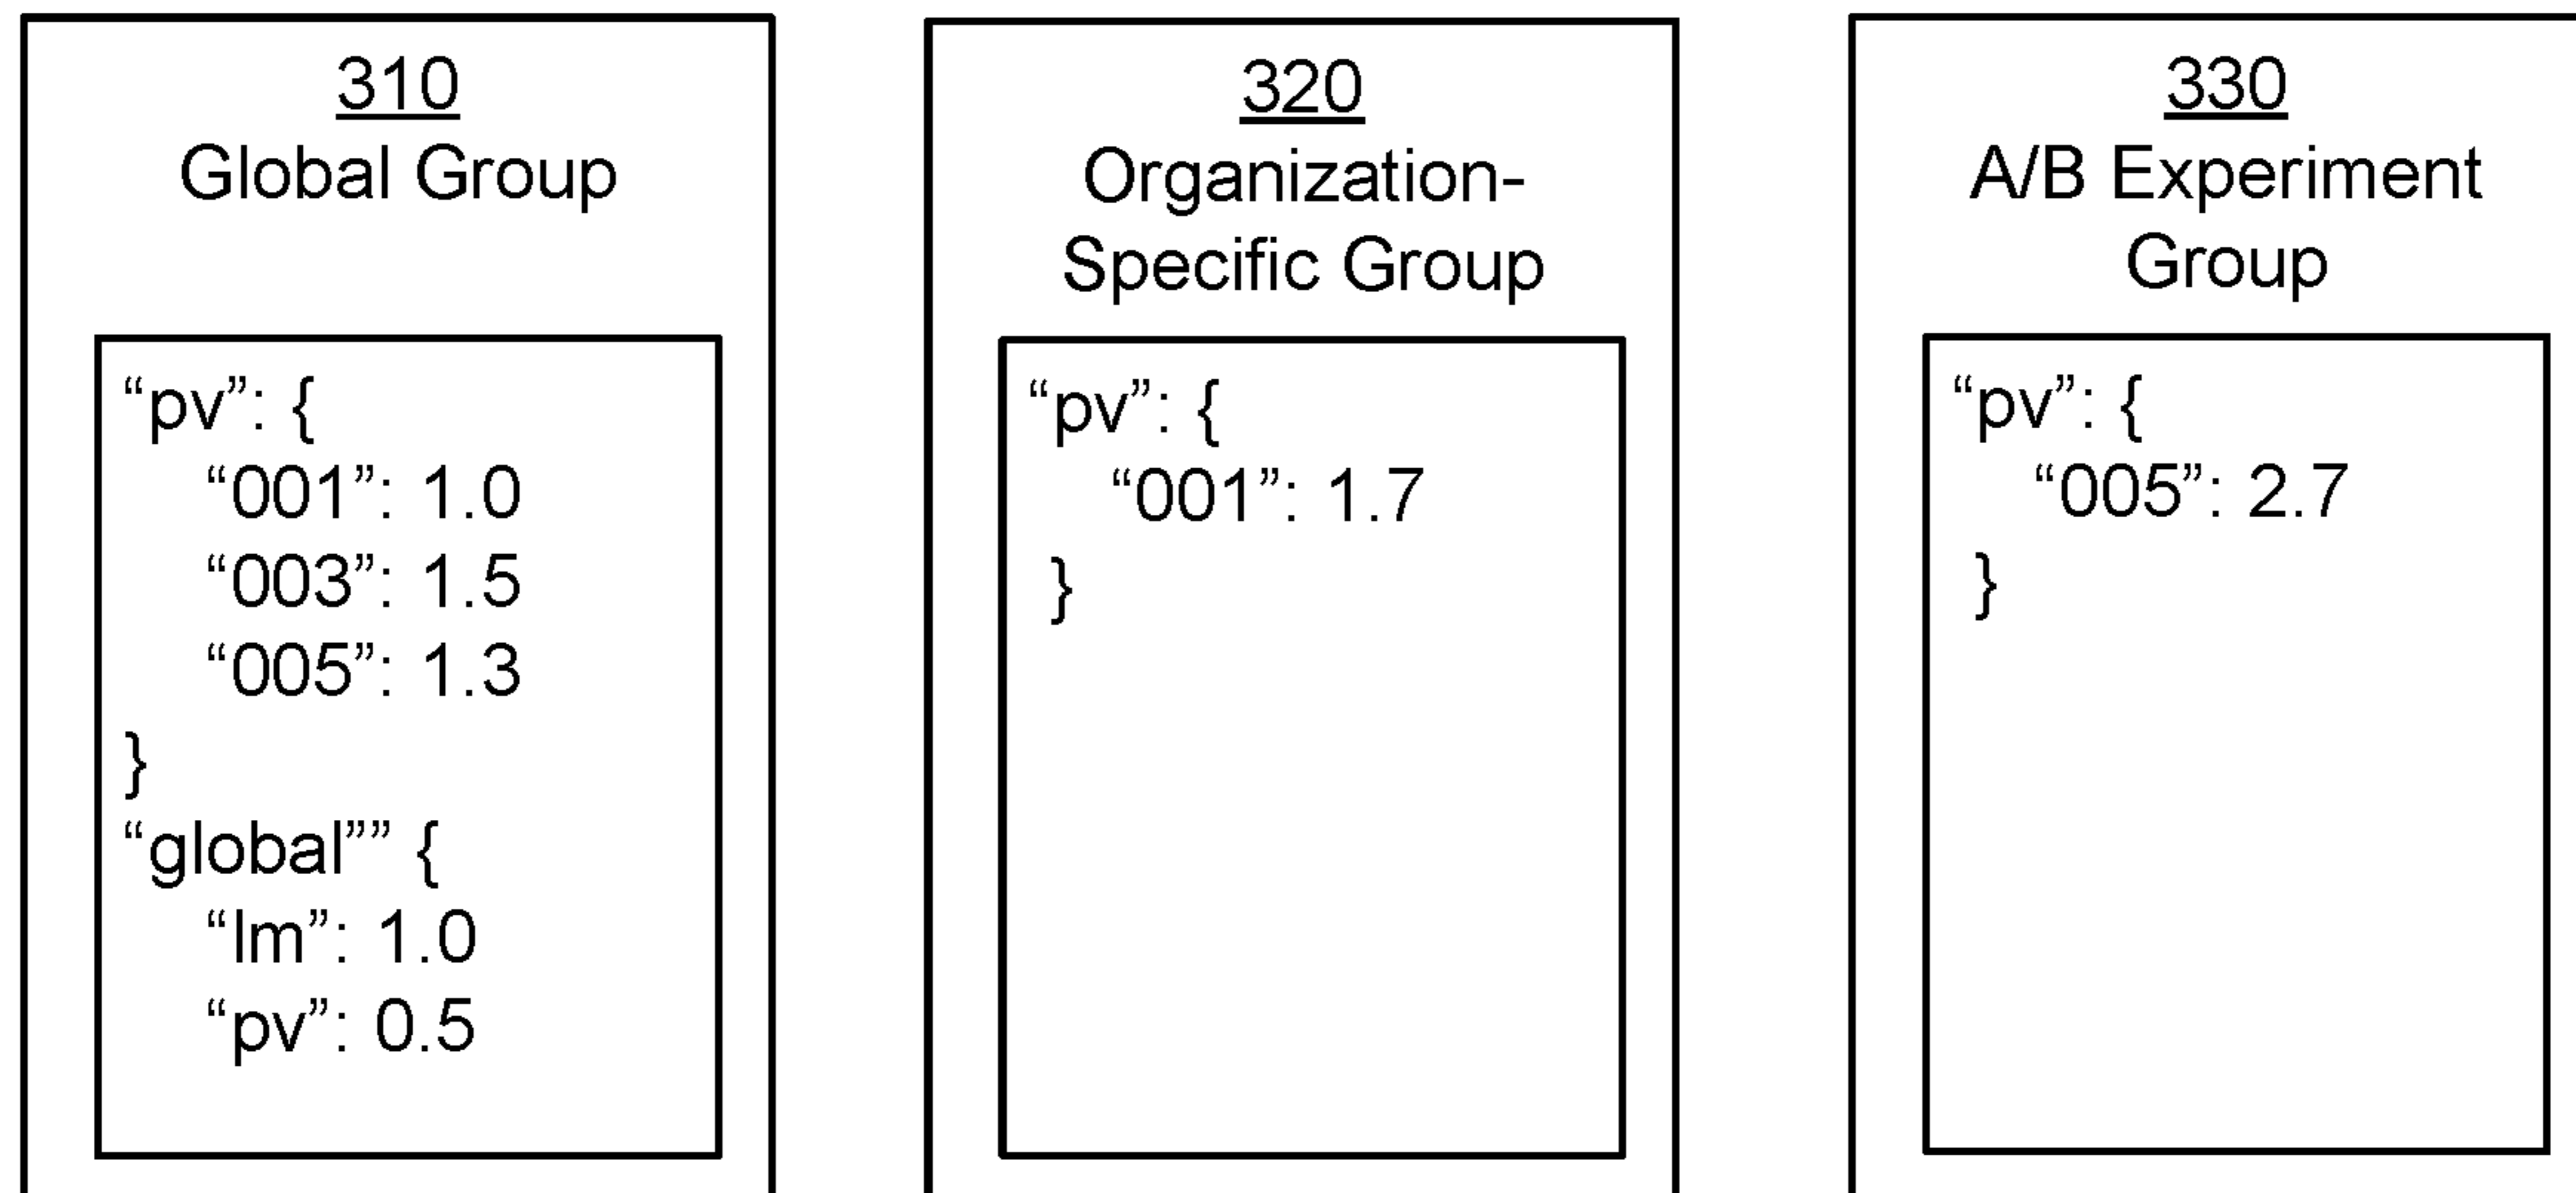 310
Global Group
“pv”: {
“001”: 1.0
“003”: 1.5
“005”: 1.3
}
“global”” {
“lm”: 1.0
“pv”: 0.5
320
Organization-
Specific Group
“pv”: {
“001”: 1.7
}
330
A/B Experiment
Group
“pv”: {
“005”: 2.7
}